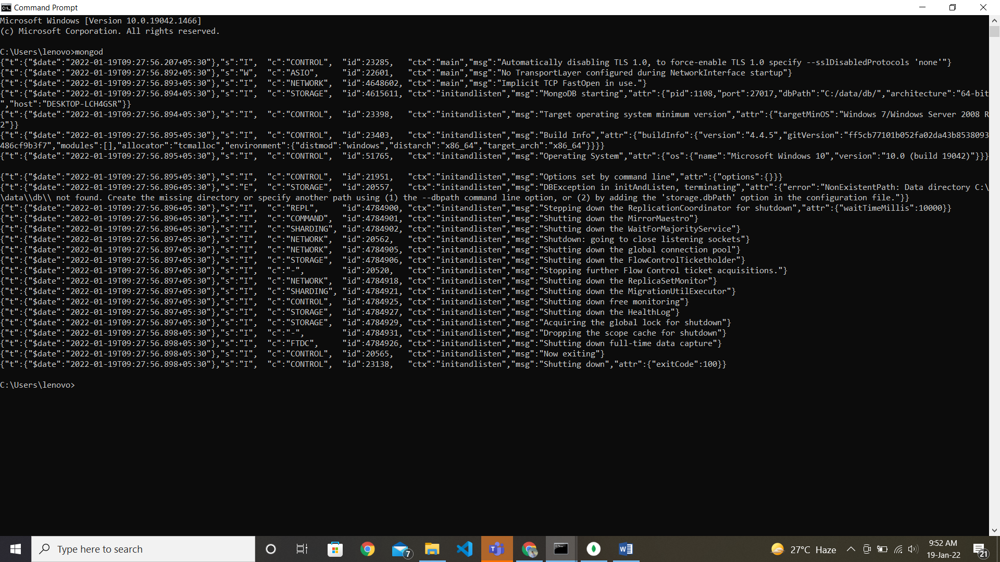 Command Prompt
Microsoft Windows [Version 10.0.19042.1466]
(c) Microsoft Corporation. All rights reserved.
C:\Users\lenovo>mongod
{"t":{"$date":"2022-01-19T09:27:56.207+05:30"},"s":"I",  "c":"CONTROL",  "id":23285,   "ctx":"main","msg":"Automatically disabling TLS 1.0, to force-enable TLS 1.0 specify --sslDisabledProtocols 'none'"}
{"t":{"$date":"2022-01-19T09:27:56.892+05:30"},"s":"W",  "c":"ASIO",     "id":22601,   "ctx":"main","msg":"No TransportLayer configured during NetworkInterface startup"}
{"t":{"$date":"2022-01-19T09:27:56.893+05:30"},"s":"I",  "c":"NETWORK",  "id":4648602, "ctx":"main","msg":"Implicit TCP FastOpen in use."}
{"t":{"$date":"2022-01-19T09:27:56.894+05:30"},"s":"I",  "c":"STORAGE",  "id":4615611, "ctx":"initandlisten","msg":"MongoDB starting","attr":{"pid":1108,"port":27017,"dbPath":"C:/data/db/","architecture":"64-bit
","host":"DESKTOP-LCH4GSR"}}
{"t":{"$date":"2022-01-19T09:27:56.894+05:30"},"s":"I",  "c":"CONTROL",  "id":23398,   "ctx":"initandlisten","msg":"Target operating system minimum version","attr":{"targetMinOS":"Windows 7/Windows Server 2008 R
2"}}
{"t":{"$date":"2022-01-19T09:27:56.895+05:30"},"s":"I",  "c":"CONTROL",  "id":23403,   "ctx":"initandlisten","msg":"Build Info","attr":{"buildInfo":{"version":"4.4.5","gitVersion":"ff5cb77101b052fa02da43b8538093
486cf9b3f7","modules":[],"allocator":"tcmalloc","environment":{"distmod":"windows","distarch":"x86_64","target_arch":"x86_64"}}}}
{"t":{"$date":"2022-01-19T09:27:56.895+05:30"},"s":"I",  "c":"CONTROL",  "id":51765,   "ctx":"initandlisten","msg":"Operating System","attr":{"os":{"name":"Microsoft Windows 10","version":"10.0 (build 19042)"}}}
{"t":{"$date":"2022-01-19T09:27:56.895+05:30"},"s":"I",  "c":"CONTROL",  "id":21951,   "ctx":"initandlisten","msg":"Options set by command line","attr":{"options":{}}}
{"t":{"$date":"2022-01-19T09:27:56.896+05:30"},"s":"E",  "c":"STORAGE",  "id":20557,   "ctx":"initandlisten","msg":"DBException in initAndListen, terminating","attr":{"error":"NonExistentPath: Data directory C:\
\data\\db\\ not found. Create the missing directory or specify another path using (1) the --dbpath command line option, or (2) by adding the 'storage.dbPath' option in the configuration file."}}
{"t":{"$date":"2022-01-19T09:27:56.896+05:30"},"s":"I",  "c":"REPL",     "id":4784900, "ctx":"initandlisten","msg":"Stepping down the ReplicationCoordinator for shutdown","attr":{"waitTimeMillis":10000}}
{"t":{"$date":"2022-01-19T09:27:56.896+05:30"},"s":"I",  "c":"COMMAND",  "id":4784901, "ctx":"initandlisten","msg":"Shutting down the MirrorMaestro"}
{"t":{"$date":"2022-01-19T09:27:56.896+05:30"},"s":"I",  "c":"SHARDING", "id":4784902, "ctx":"initandlisten","msg":"Shutting down the WaitForMajorityService"}
{"t":{"$date":"2022-01-19T09:27:56.897+05:30"},"s":"I",  "c":"NETWORK",  "id":20562,   "ctx":"initandlisten","msg":"Shutdown: going to close listening sockets"}
{"t":{"$date":"2022-01-19T09:27:56.897+05:30"},"s":"I",  "c":"NETWORK",  "id":4784905, "ctx":"initandlisten","msg":"Shutting down the global connection pool"}
{"t":{"$date":"2022-01-19T09:27:56.897+05:30"},"s":"I",  "c":"STORAGE",  "id":4784906, "ctx":"initandlisten","msg":"Shutting down the FlowControlTicketholder"}
{"t":{"$date":"2022-01-19T09:27:56.897+05:30"},"s":"I",  "c":"-",        "id":20520,   "ctx":"initandlisten","msg":"Stopping further Flow Control ticket acquisitions."}
{"t":{"$date":"2022-01-19T09:27:56.897+05:30"},"s":"I",  "c":"NETWORK",  "id":4784918, "ctx":"initandlisten","msg":"Shutting down the ReplicaSetMonitor"}
{"t":{"$date":"2022-01-19T09:27:56.897+05:30"},"s":"I",  "c":"SHARDING", "id":4784921, "ctx":"initandlisten","msg":"Shutting down the MigrationUtilExecutor"}
{"t":{"$date":"2022-01-19T09:27:56.897+05:30"},"s":"I",  "c":"CONTROL",  "id":4784925, "ctx":"initandlisten","msg":"Shutting down free monitoring"}
{"t":{"$date":"2022-01-19T09:27:56.897+05:30"},"s":"I",  "c":"STORAGE",  "id":4784927, "ctx":"initandlisten","msg":"Shutting down the HealthLog"}
{"t":{"$date":"2022-01-19T09:27:56.897+05:30"},"s":"I",  "c":"STORAGE",  "id":4784929, "ctx":"initandlisten","msg":"Acquiring the global lock for shutdown"}
{"t":{"$date":"2022-01-19T09:27:56.898+05:30"},"s":"I",  "c":"-",        "id":4784931, "ctx":"initandlisten","msg":"Dropping the scope cache for shutdown"}
{"t":{"$date":"2022-01-19T09:27:56.898+05:30"},"s":"I",  "c":"FTDC",     "id":4784926, "ctx":"initandlisten","msg":"Shutting down full-time data capture"}
{"t":{"$date":"2022-01-19T09:27:56.898+05:30"},"s":"I",  "c":"CONTROL",  "id":20565,   "ctx":"initandlisten","msg":"Now exiting"}
{"t":{"$date":"2022-01-19T09:27:56.898+05:30"},"s":"I",  "c":"CONTROL",  "id":23138,   "ctx":"initandlisten","msg":"Shutting down","attr":{"exitCode":100}}
C:\Users\lenovo>
Type here to search
7
27°C Haze
9:52 AM
19-Jan-22
21